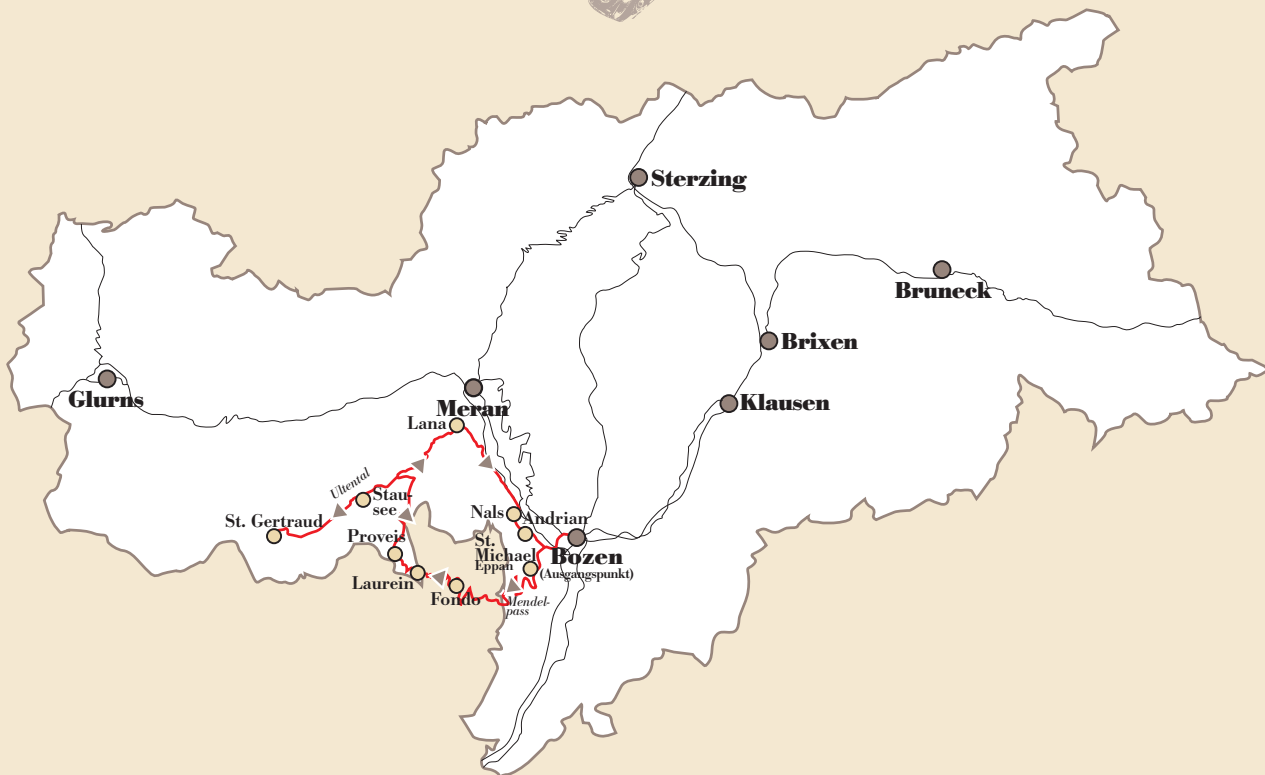 Sterzing
Bruneck
Brixen
Glurns
Meran
Klausen
Lana
Ultental
Stau-
see
St. Gertraud
Nals
Andrian
Proveis
St.
Michael
Eppan
Bozen
(Ausgangspunkt)
Laurein
Fondo
Mendel-
pass